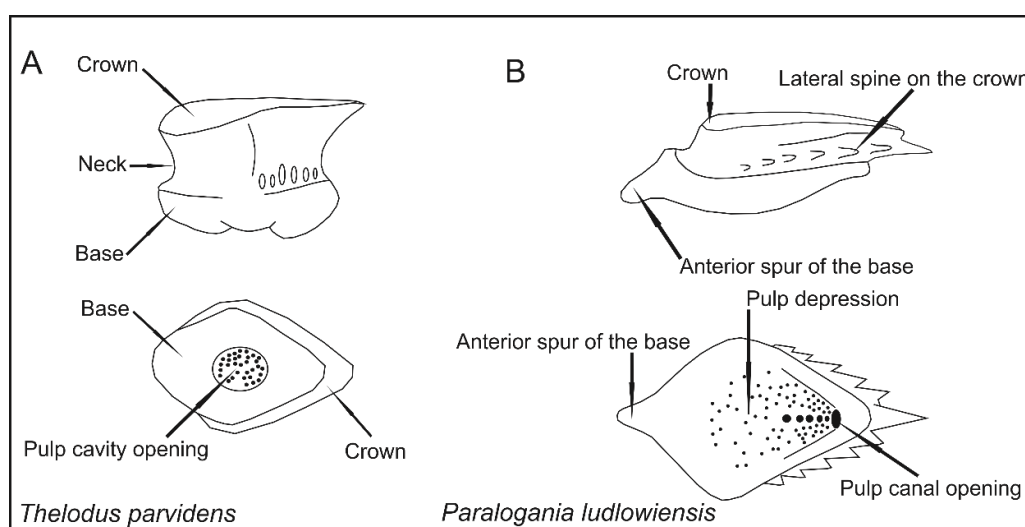 A
Crown
Neck
Base
Base
Pulp cavity opening
Crown
Thelodus parvidens
B
Crown
Lateral spine on the crown
Anterior spur of the base
Pulp depression
Anterior spur of the base
Pulp canal opening
Paralogania ludlowiensis